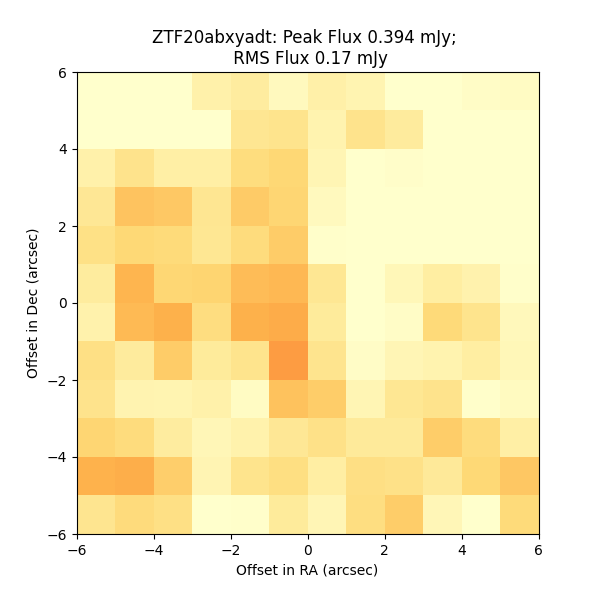 ZTF20abxyadt: Peak Flux 0.394 mJy;
RMS Flux 0.17 mJy
6
4
2
0
−2
−4
−6
Offset in Dec (arcsec)
−6 −4 −2 0 2 4 6
Offset in RA (arcsec)